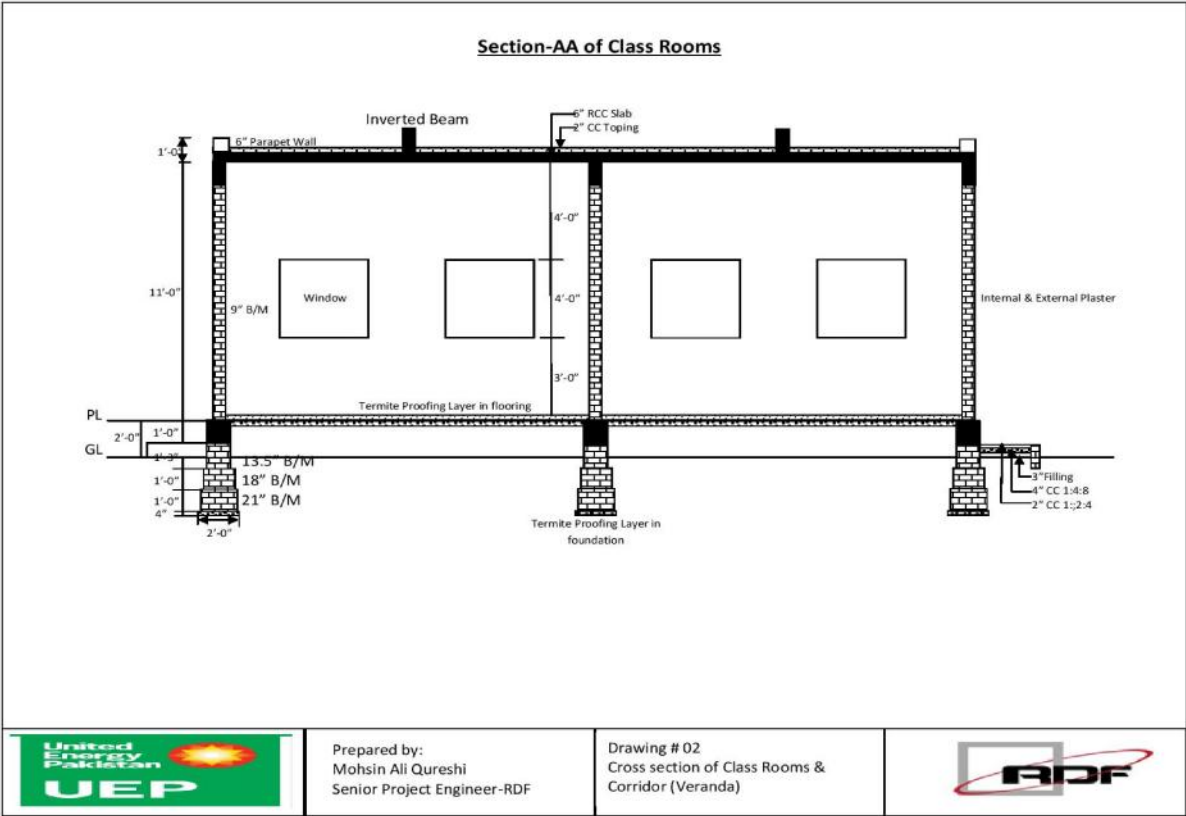 Section-AA of Class Rooms
Inverted Beam
6" RCC Slab
2" CC Toping
6" Parapet Wall
1'-0"
4'-0"
11'-0"
Window
4'-0"
9" B/M
Internal & External Plaster
3'-0"
Termite Proofing Layer in flooring
PL
2'-0"
1'-0"
GL
1'-3"
13.5" B/M
1'-0"
18" B/M
1'-0"
21" B/M
4"
2'-0"
3"Filling
4" CC 1:4:8
2" CC 1:;2:4
Termite Proofing Layer in
foundation
United
Energy
Pakistan
UEP
Prepared by:
Mohsin Ali Qureshi
Senior Project Engineer-RDF
Drawing # 02
Cross section of Class Rooms &
Corridor (Veranda)
RDF